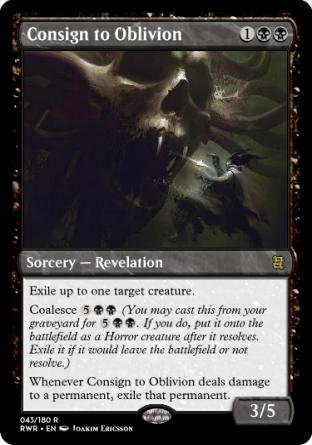 Consign to Oblivion 1
Sorcery — Revelation
Exile up to one target creature.
Coalesce 5 (You may cast this from your
graveyard for 5. If you do, put it onto the
battlefield as a Horror creature after it resolves.
Exile it if it would leave the battlefield or not
resolve.)
Whenever Consign to Oblivion deals damage
to a permanent, exile that permanent.
3/5
043/180 R
RWR • EN Joakim Ericsson